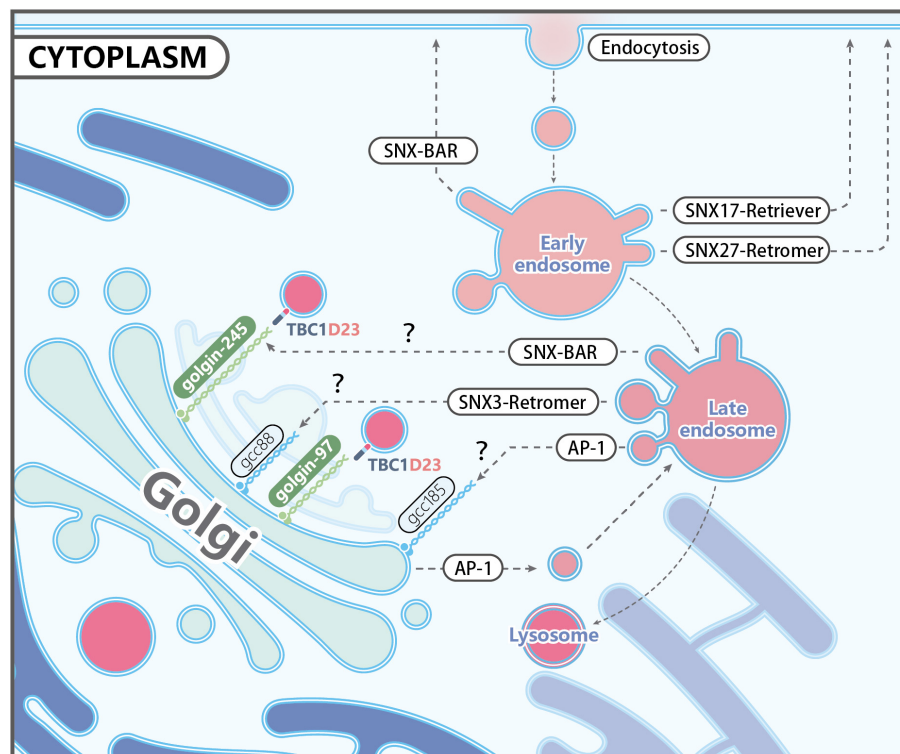 Endocytosis
CYTOPLASM
SNX-BAR
SNX17-Retriever
SNX27-Retromer
Early
endosome
TBC1D23
golgin-245
?
SNX-BAR
?
SNX3-Retromer
Late
endosome
gcc88
golgin-97
TBC1D23
?
AP-1
gcc185
Golgi
AP-1
Lysosome